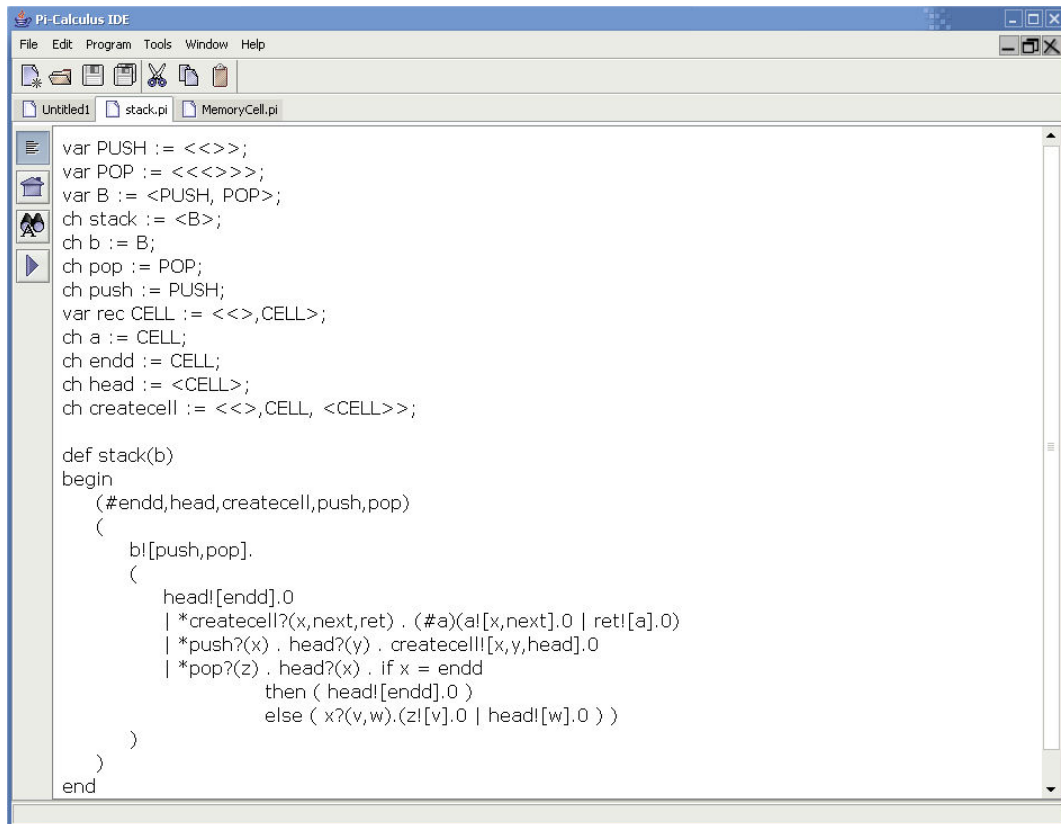 Pi-Calculus IDE
File Edit Program Tools Window Help
Untitled1 stack.pi MemoryCell.pi
var PUSH := <<>>;
var POP := <<<>>>;
var B := <PUSH, POP>;
ch stack := <B>;
ch b := B;
ch pop := POP;
ch push := PUSH;
var rec CELL := <<>,CELL>;
ch a := CELL;
ch endd := CELL;
ch head := <CELL>;
ch createcell := <<>,CELL, <CELL>>;
def stack(b)
begin
(#endd,head,createcell,push,pop)
(
b![push,pop].
(
head![endd].0
| *createcell?(x,next,ret) . (#a)(a![x,next].0 | ret![a].0)
| *push?(x) . head?(y) . createcell![x,y,head].0
| *pop?(z) . head?(x) . if x = endd
then ( head![endd].0 )
else ( x?(v,w).(z![v].0 | head![w].0 ) )
)
)
end